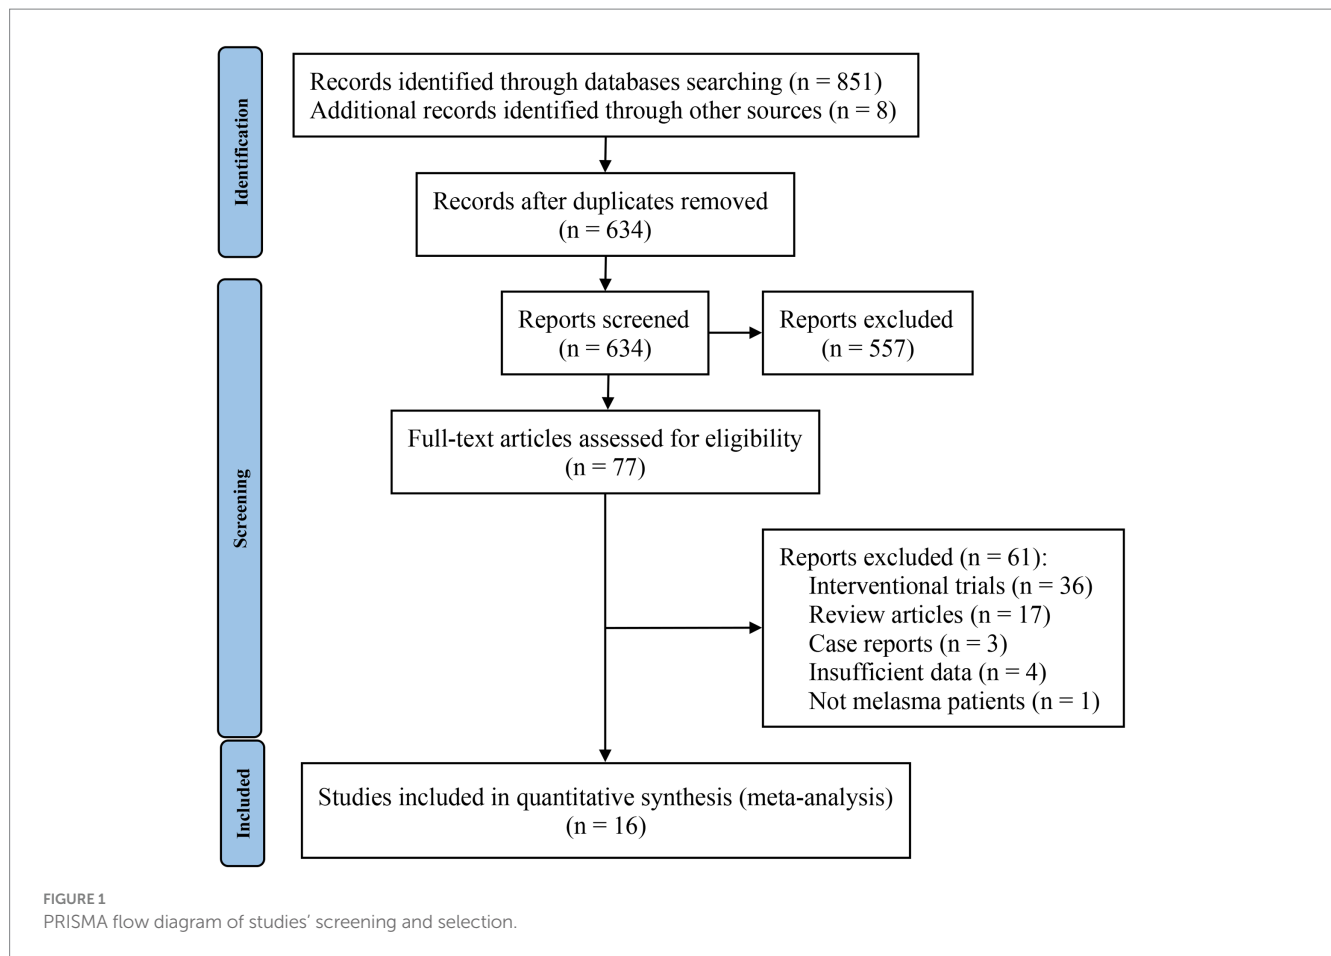 Identification
Records identified through databases searching (n = 851)
Additional records identified through other sources (n = 8)
Records after duplicates removed
(n = 634)
Screening
Reports screened
(n = 634)
Reports excluded
(n = 557)
Full-text articles assessed for eligibility
(n = 77)
Reports excluded (n = 61):
Interventional trials (n = 36)
Review articles (n = 17)
Case reports (n = 3)
Insufficient data (n = 4)
Not melasma patients (n = 1)
Included
Studies included in quantitative synthesis (meta-analysis)
(n = 16)
FIGURE 1
PRISMA flow diagram of studies’ screening and selection.